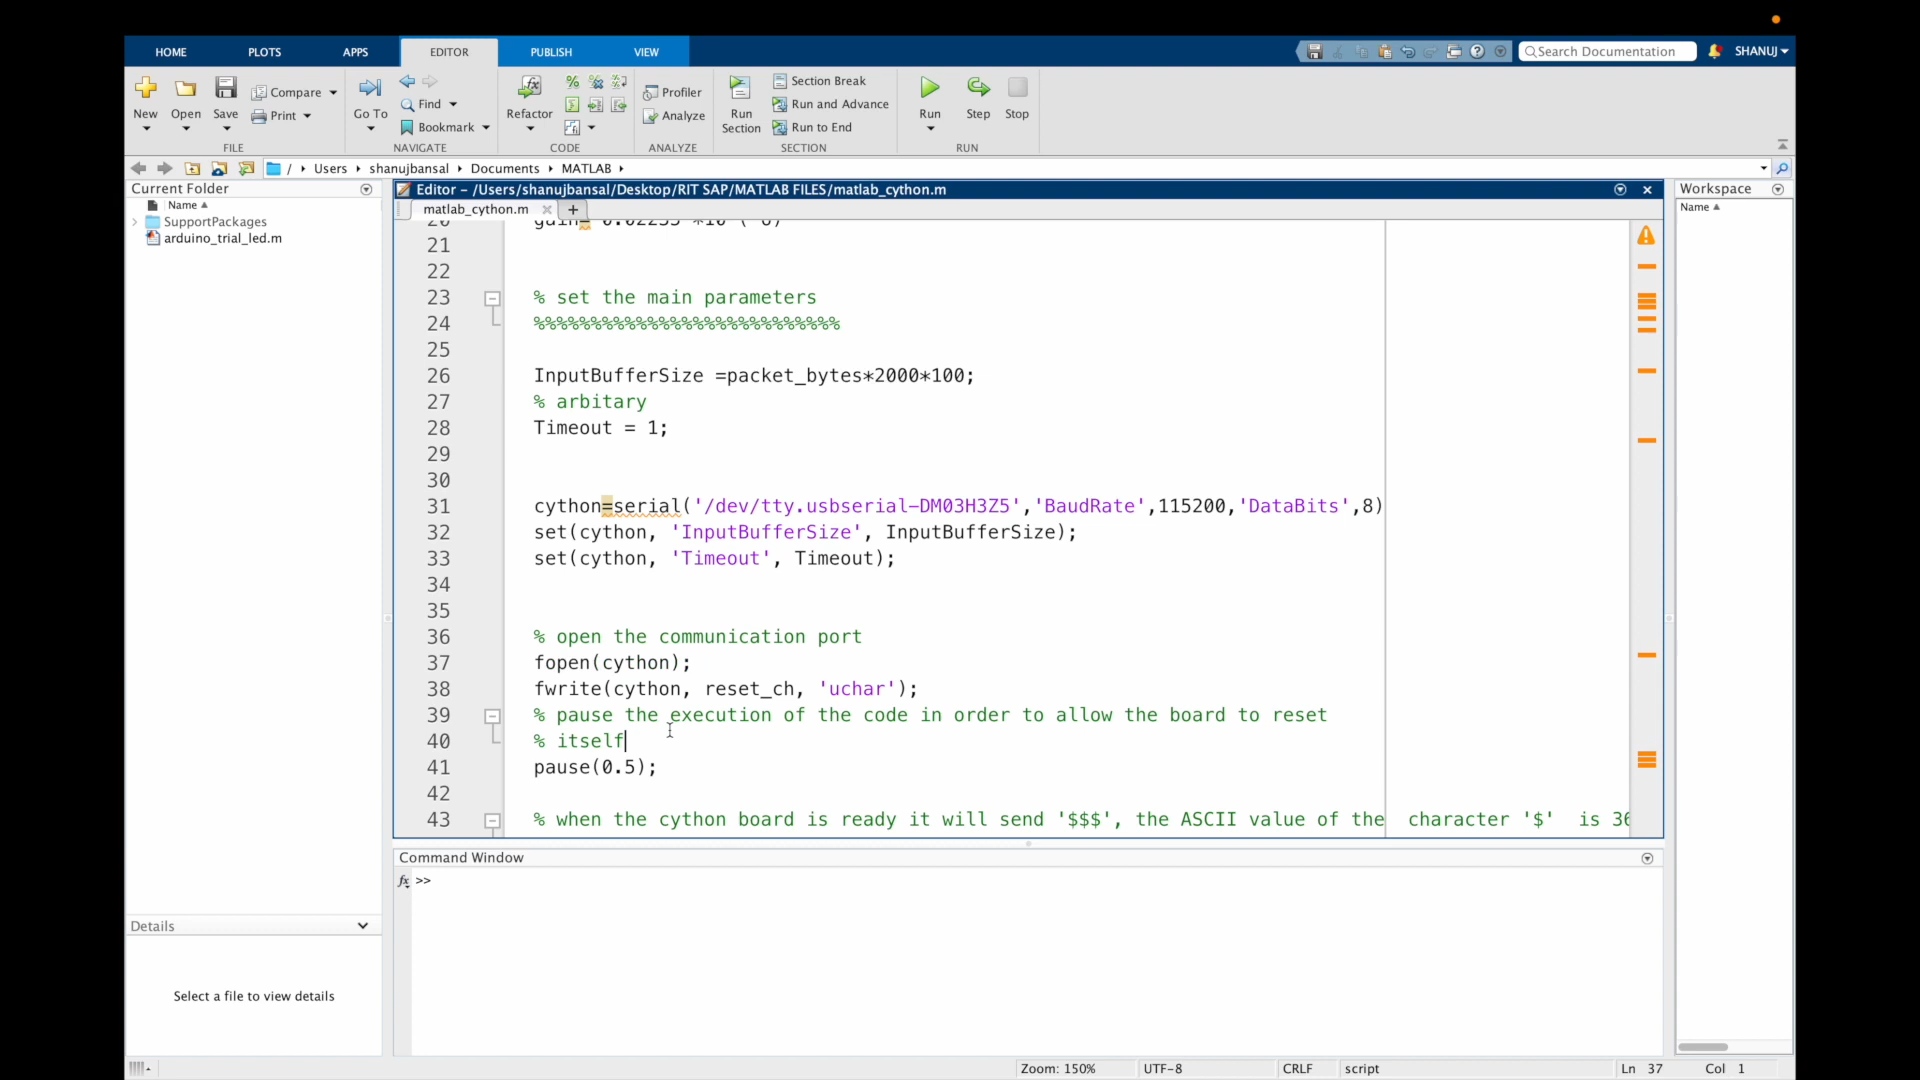 HOME PLOTS APPS EDITOR PUBLISH VIEW Search Documentation SHANUJ
New Open Save Compare Print Go To Find Bookmark Refactor Profiler Analyze Run Section Section Break Run and Advance Run to End Run Step Stop
FILE NAVIGATE CODE ANALYZE SECTION RUN
/ Users shanujbansal Documents MATLAB
Current Folder
Name
SupportPackages
arduino_trial_led.m
Details
Select a file to view details
Editor - /Users/shanujbansal/Desktop/RIT SAP/MATLAB FILES/matlab_cython.m
matlab_cython.m × +
20 gain=
21
22
23 % set the main parameters
24 %%%%%%%%%%%%%%%%%%%%%%%%%%%
25
26 InputBufferSize =packet_bytes*2000*100;
27 % arbitary
28 Timeout = 1;
29
30
31 cython=serial('/dev/tty.usbserial-DM03H3Z5','BaudRate',115200,'DataBits',8)
32 set(cython, 'InputBufferSize', InputBufferSize);
33 set(cython, 'Timeout', Timeout);
34
35
36 % open the communication port
37 fopen(cython);
38 fwrite(cython, reset_ch, 'uchar');
39 % pause the execution of the code in order to allow the board to reset
40 % itself
41 pause(0.5);
42
43 % when the cython board is ready it will send '$$$', the ASCII value of the character '$' is 36
Command Window
fx >>
Workspace
Name
Zoom: 150% UTF-8 CRLF script Ln 37 Col 1